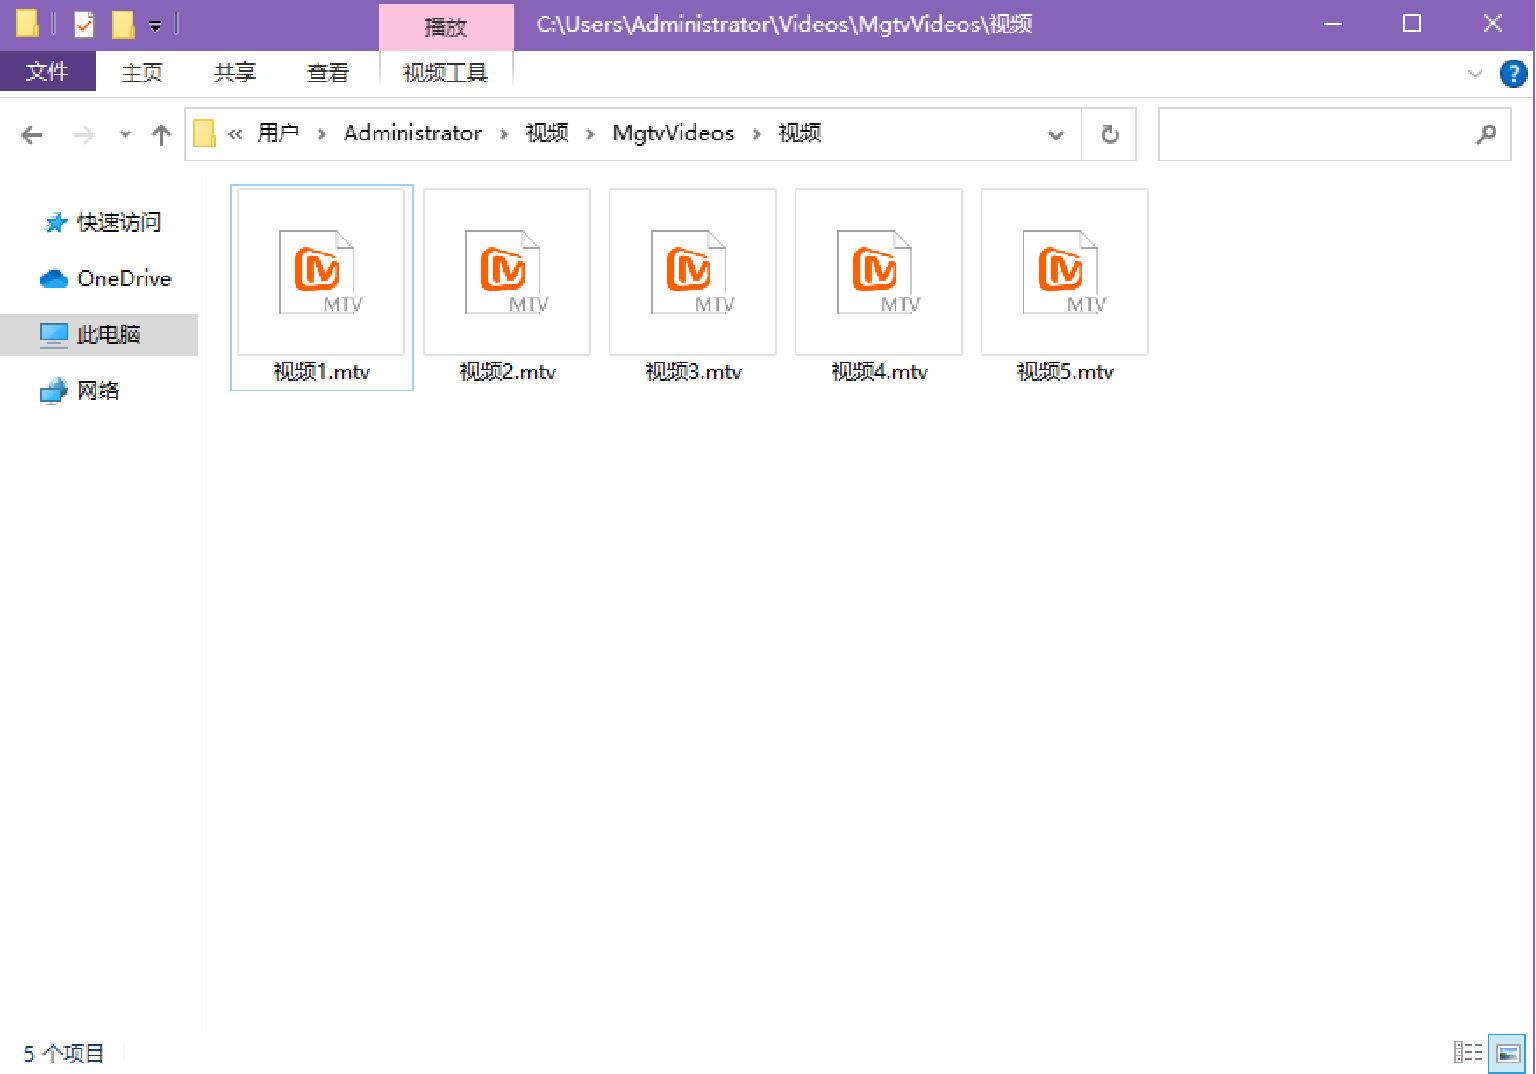 播放
C:\Users\Administrator\Videos\MgtvVideos\视频
文件 主页 共享 查看 视频工具
?
« 用户 › Administrator › 视频 › MgtvVideos › 视频
快速访问
OneDrive
此电脑
网络
MTV MTV MTV MTV MTV
视频1.mtv 视频2.mtv 视频3.mtv 视频4.mtv 视频5.mtv
5 个项目